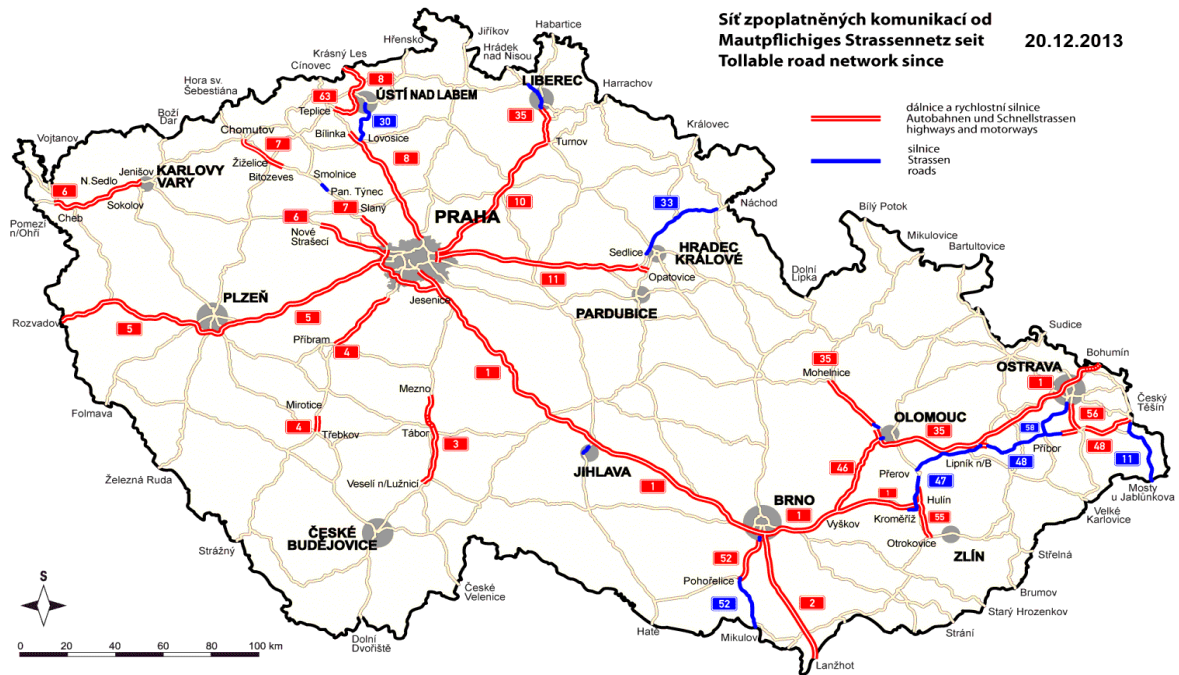 Síť zpoplatněných komunikací od
Mautpflichiges Strassennetz seit 20.12.2013
Tollable road network since
dálnice a rychlostní silnice
Autobahnen und Schnellstrassen
highways and motorways
silnice
Strassen
roads
Habartice
Jiříkov
Hřensko
Hrádek
nad Nisou
Krásný Les
Cínovec
8
LIBEREC
Harrachov
Hora sv.
Šebestiána
63
ÚSTÍ NAD LABEM
Teplice
35
30
Boží
Dar
Chomutov
Bílinka
Lovosice
Turnov
Královec
Vojtanov
7
8
Žiželice
Bitozeves
Smolnice
Jenišov
KARLOVY
VARY
N.Sedlo
6
Sokolov
Cheb
Pan. Týnec
7
Slaný
10
33
Náchod
Pomezí
n/Ohří
6
Nové
Strašecí
PRAHA
Bílý Potok
Mikulovice
Bartultovice
Sedlice
HRADEC
KRÁLOVÉ
11
Opatovice
Dolní
Lipka
Jesenice
PLZEŇ
PARDUBICE
Rozvadov
5
5
Příbram
4
Sudice
Bohumín
35
Mohelnice
OSTRAVA
1
1
Mezno
Folmava
Mirotice
4
Třebkov
Tábor
3
Český
Těšín
OLOMOUC
35
56
58
Příbor
48
48
11
Lipník n/B
JIHLAVA
46
Přerov
47
Železná Ruda
Veselí n/Lužnicí
1
1
Hulín
Mosty
u Jablůnkova
BRNO
1
Vyškov
Kroměříž
55
Velké
Karlovice
ČESKÉ
BUDĚJOVICE
Otrokovice
ZLÍN
Strážný
Střelná
52
Pohořelice
České
Velenice
52
2
Brumov
Starý Hrozenkov
S
Dolní
Dvořiště
Hatě
Mikulov
Strání
Lanžhot
0 20 40 60 80 100 km